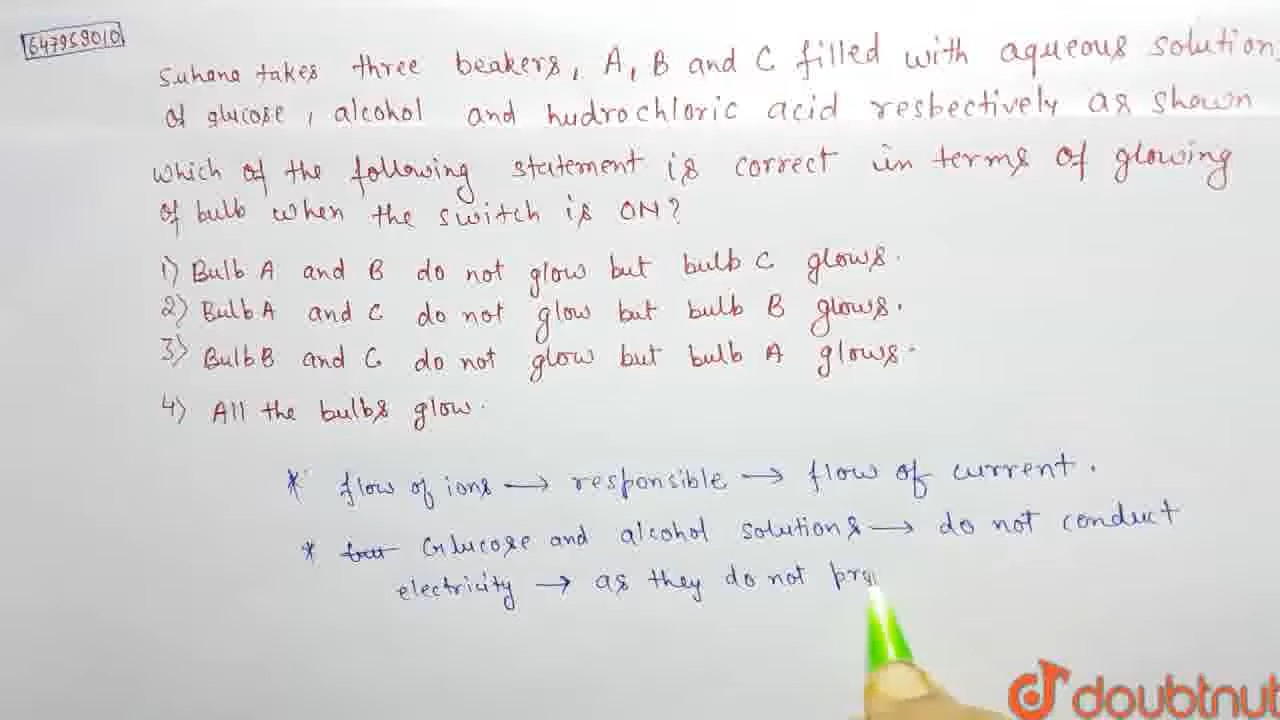 647959010
Suhana takes three beakers, A, B and C filled with aqueous solution
of glucose, alcohol and hydrochloric acid respectively as shown
which of the following statement is correct in terms of glowing
of bulb when the switch is ON?
1) Bulb A and B do not glow but bulb C glows.
2) Bulb A and C do not glow but bulb B glows.
3) Bulb B and C do not glow but bulb A glows.
4) All the bulbs glow.
* flow of ions → responsible → flow of current.
* Glucose and alcohol solutions → do not conduct
electricity → as they do not pro
doubtnut